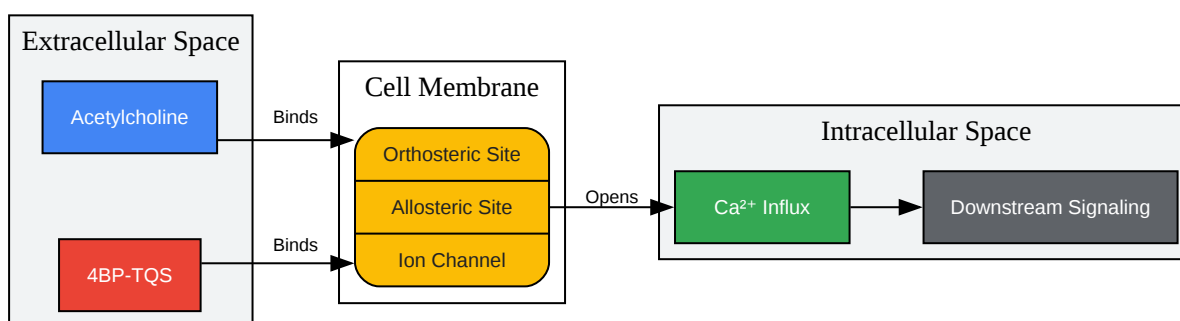 Extracellular Space
Acetylcholine
4BP-TQS
Binds
Binds
Cell Membrane
Orthosteric Site
Allosteric Site
Ion Channel
Opens
Intracellular Space
Ca²⁺ Influx
Downstream Signaling